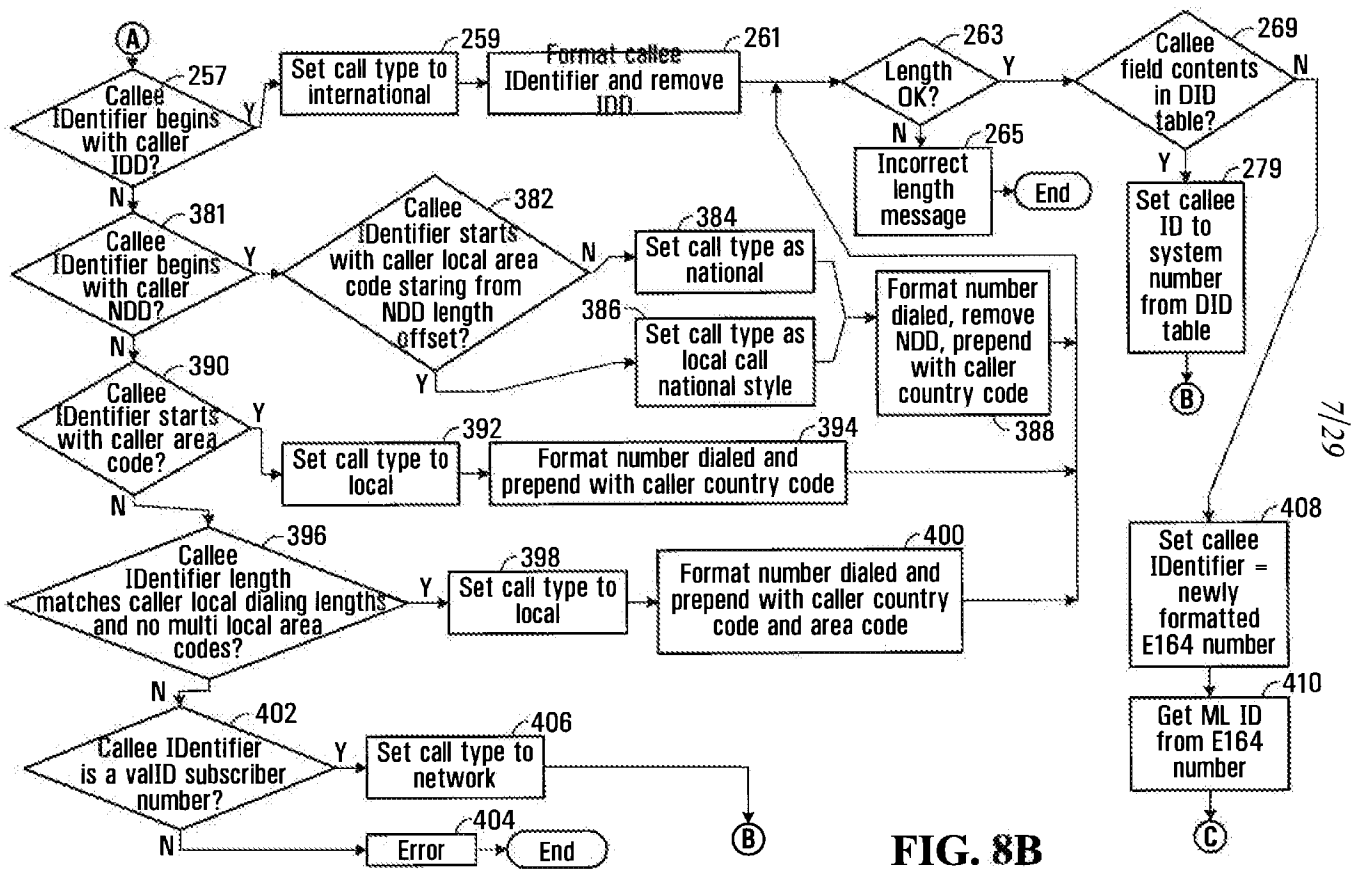 A
257
Callee
IDentifier begins
with caller
IDD?
Y
N
259
Set call type to
international
261
Format callee
IDentifier and remove
IDD
263
Length
OK?
Y
N
265
Incorrect
length
message
End
269
Callee
field contents
in DID
table?
N
Y
279
Set callee
ID to
system
number
from DID
table
B
381
Callee
IDentifier begins
with caller
NDD?
Y
N
382
Callee
IDentifier starts
with caller local area
code staring from
NDD length
offset?
N
Y
384
Set call type as
national
386
Set call type as
local call
national style
Format number
dialed, remove
NDD, prepend
with caller
country code
388
390
Callee
IDentifier starts
with caller area
code?
Y
N
392
Set call type to
local
394
Format number dialed and
prepend with caller country code
396
Callee
IDentifier length
matches caller local dialing lengths
and no multi local area
codes?
Y
N
398
Set call type to
local
400
Format number dialed and
prepend with caller country
code and area code
402
Callee IDentifier
is a valID subscriber
number?
Y
N
406
Set call type to
network
B
404
Error
End
408
Set callee
IDentifier =
newly
formatted
E164 number
410
Get ML ID
from E164
number
C
7/29
FIG. 8B